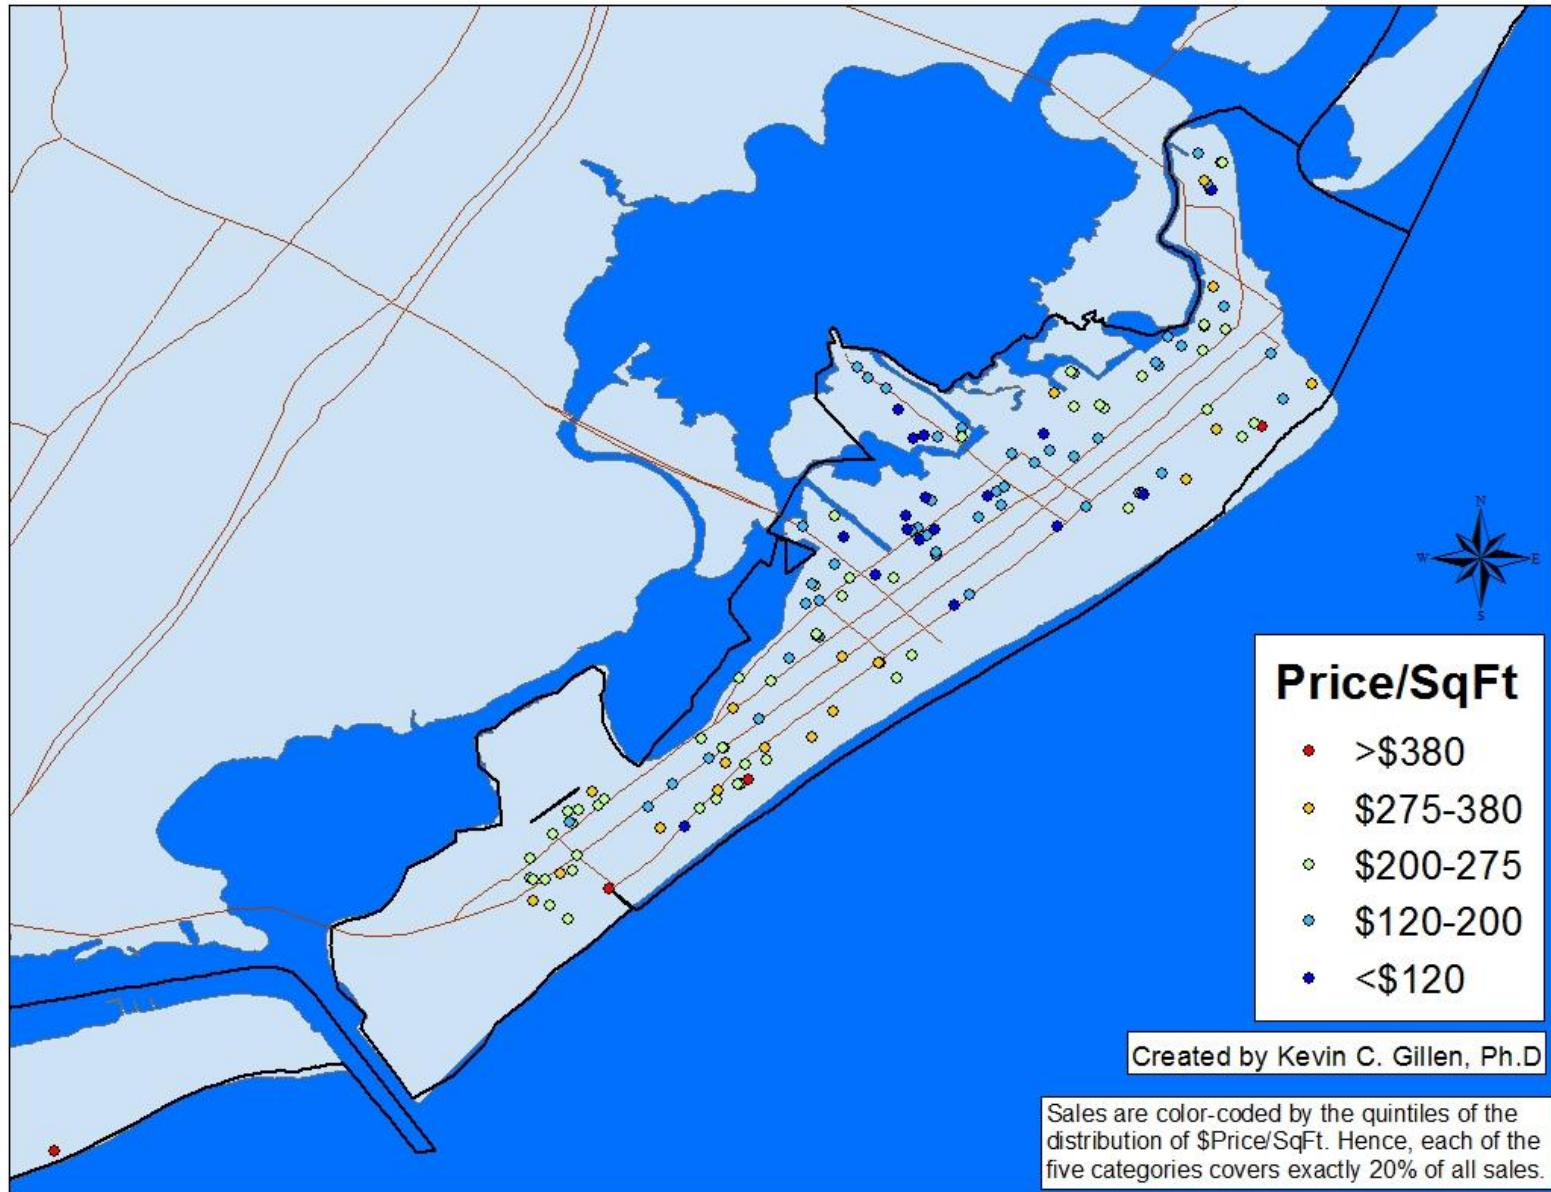 N
W
E
S
Price/SqFt
>$380
$275-380
$200-275
$120-200
<$120
Created by Kevin C. Gillen, Ph.D
Sales are color-coded by the quintiles of the
distribution of $Price/SqFt. Hence, each of the
five categories covers exactly 20% of all sales.